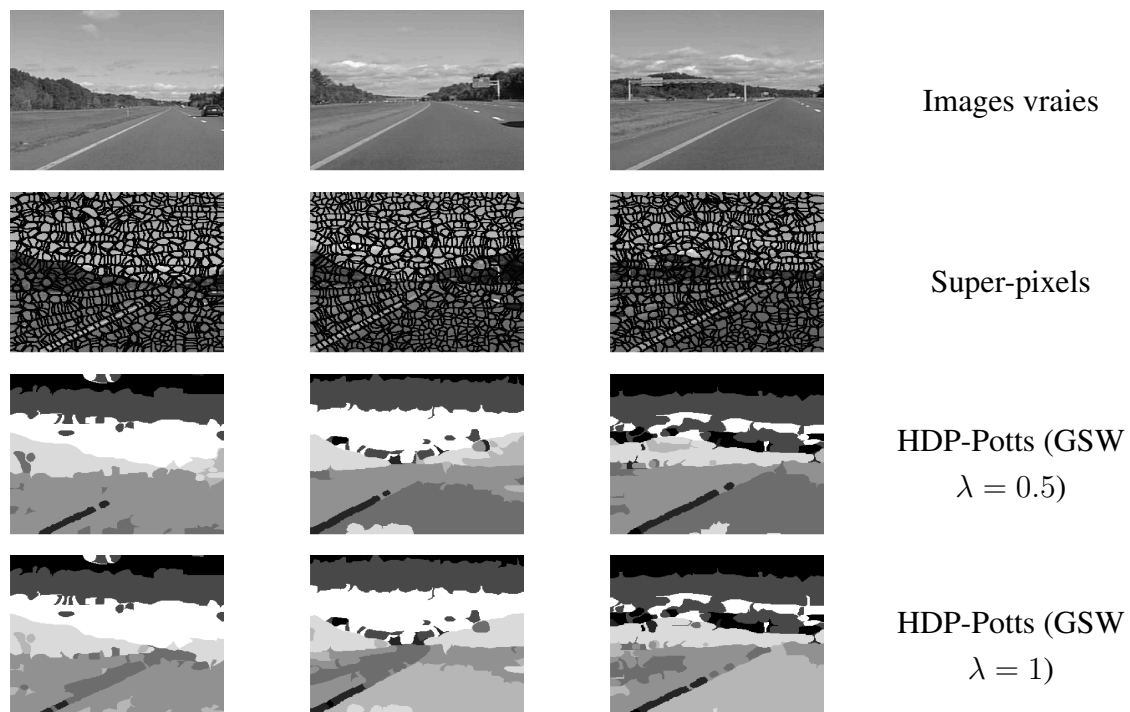 Images vraies
Super-pixels
HDP-Potts (GSW
λ = 0.5)
HDP-Potts (GSW
λ = 1)